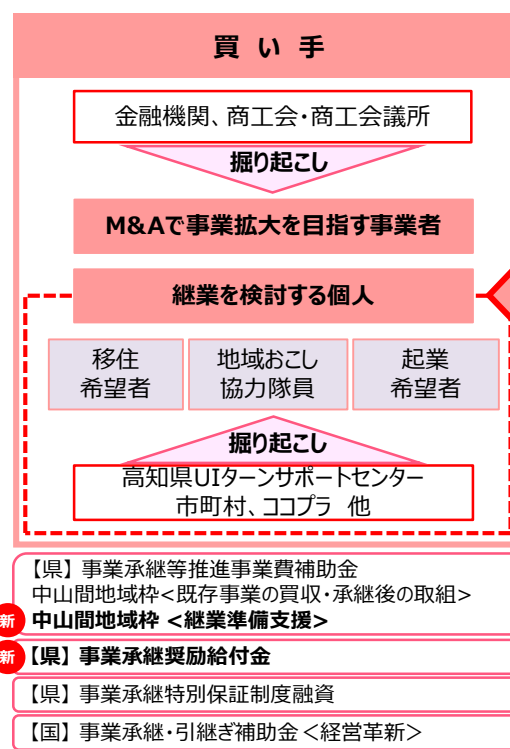 買い手
金融機関、商工会・商工会議所
掘り起こし
M&Aで事業拡大を目指す事業者
継業を検討する個人
移住
希望者
地域おこし
協力隊員
起業
希望者
掘り起こし
高知県UIターンサポートセンター
市町村、ココプラ 他
【県】事業承継等推進事業費補助金
中山間地域枠<既存事業の買収・承継後の取組>
新 中山間地域枠 <継業準備支援>
新 【県】事業承継奨励給付金
【県】事業承継特別保証制度融資
【国】事業承継・引継ぎ補助金<経営革新>